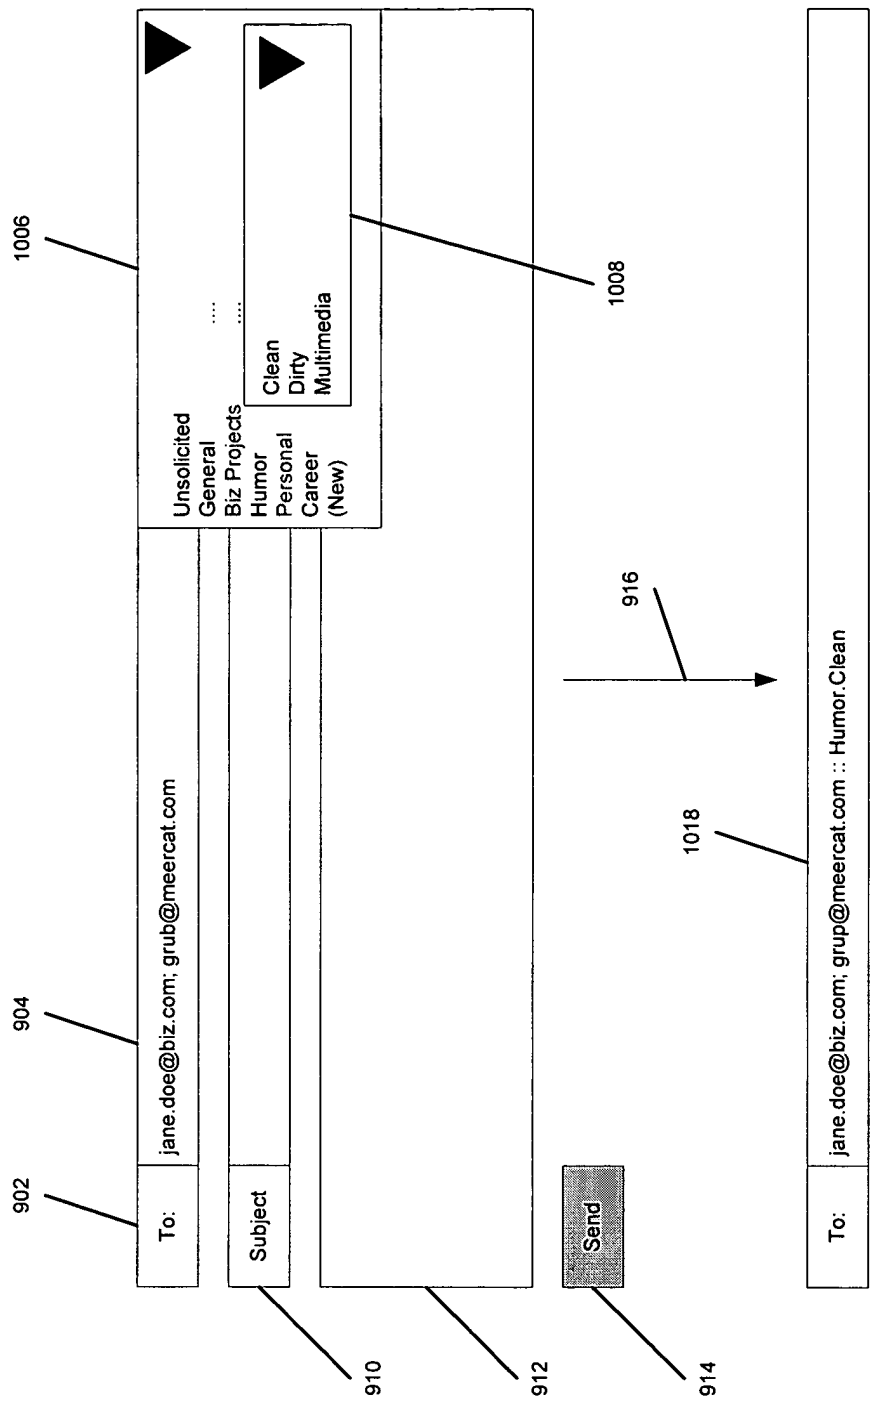 902
904
1006
To:
jane.doe@biz.com; grub@meercat.com
Unsolicited
General ....
Biz Projects ....
Humor
Personal
Career
(New)
Clean
Dirty
Multimedia
Subject
910
912
Send
1008
916
1018
914
To:
jane.doe@biz.com; grup@meercat.com :: Humor.Clean